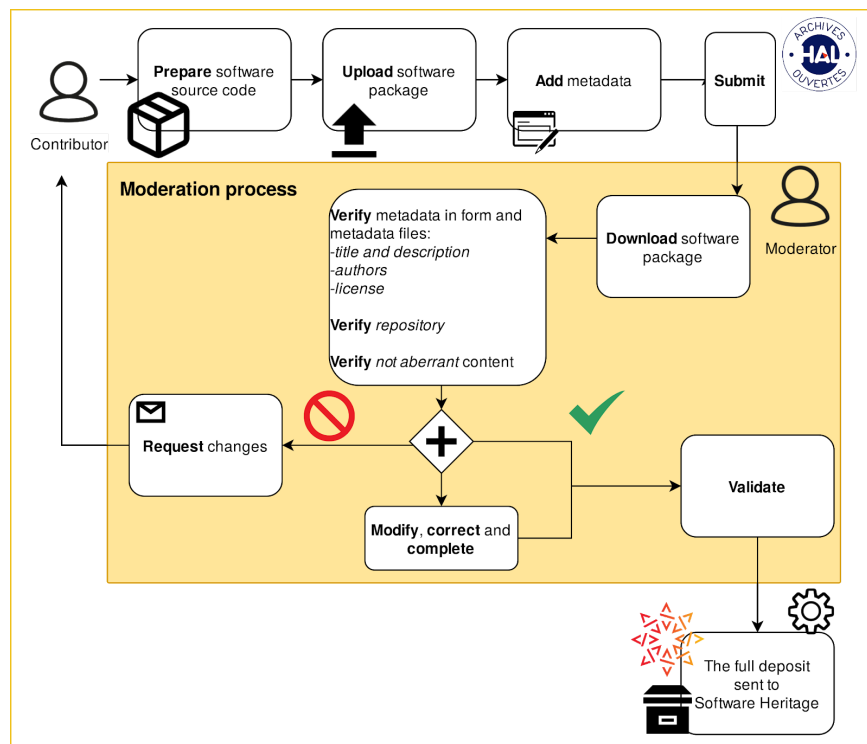 ARCHIVES
HAL
OUVERTES
Prepare software
source code
Upload software
package
Add metadata
Submit
Contributor
Moderation process
Moderator
Download software
package
Verify metadata in form and
metadata files:
-title and description
-authors
-license
Verify repository
Verify not aberrant content
Request changes
Modify, correct and
complete
Validate
The full deposit
sent to
Software Heritage